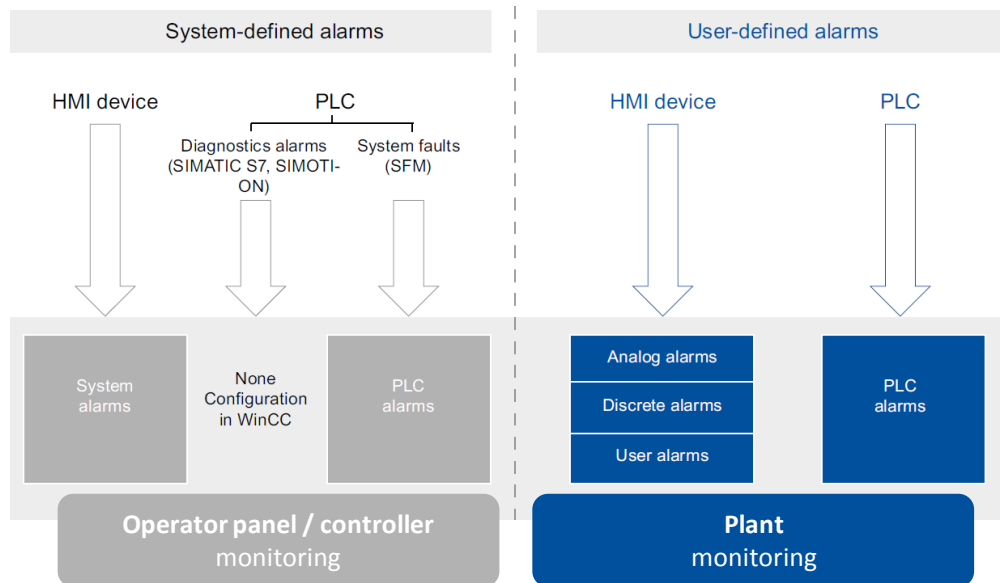 System-defined alarms
User-defined alarms
HMI device
PLC
HMI device
PLC
Diagnostics alarms
(SIMATIC S7, SIMOTI-
ON)
System faults
(SFM)
System
alarms
None
Configuration
in WinCC
PLC
alarms
Analog alarms
Discrete alarms
User alarms
PLC
alarms
Operator panel / controller
monitoring
Plant
monitoring